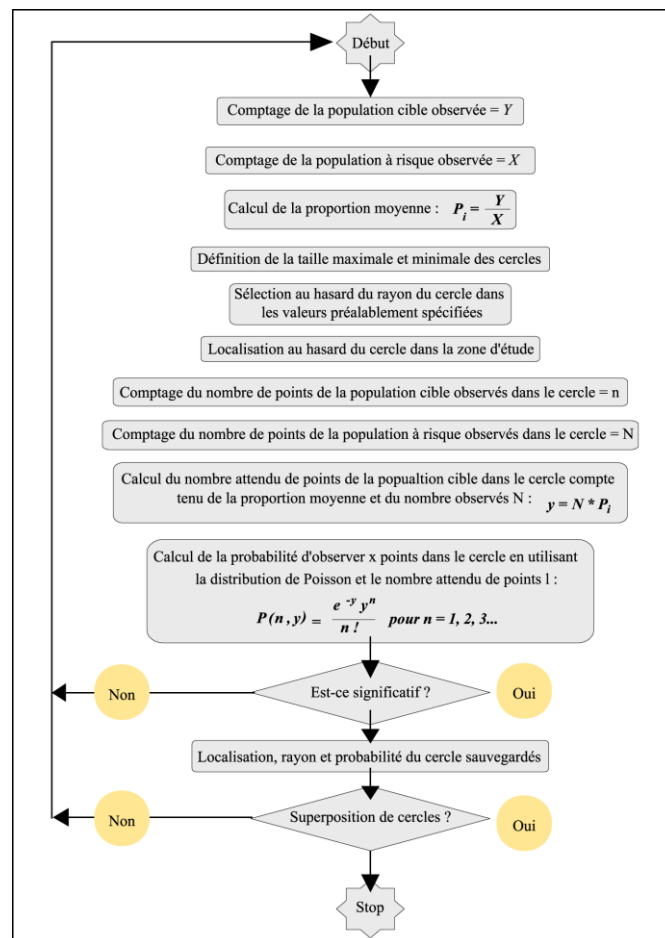 Début
Comptage de la population cible observée = Y
Comptage de la population à risque observée = X
Calcul de la proportion moyenne : P_i = Y / X
Définition de la taille maximale et minimale des cercles
Sélection au hasard du rayon du cercle dans
les valeurs préalablement spécifiées
Localisation au hasard du cercle dans la zone d'étude
Comptage du nombre de points de la population cible observés dans le cercle = n
Comptage du nombre de points de la population à risque observés dans le cercle = N
Calcul du nombre attendu de points de la popualtion cible dans le cercle compte
tenu de la proportion moyenne et du nombre observés N : y = N * P_i
Calcul de la probabilité d'observer x points dans le cercle en utilisant
la distribution de Poisson et le nombre attendu de points l :
P (n , y) = e^-y y^n / n ! pour n = 1, 2, 3...
Non
Est-ce significatif ?
Oui
Localisation, rayon et probabilité du cercle sauvegardés
Non
Superposition de cercles ?
Oui
Stop